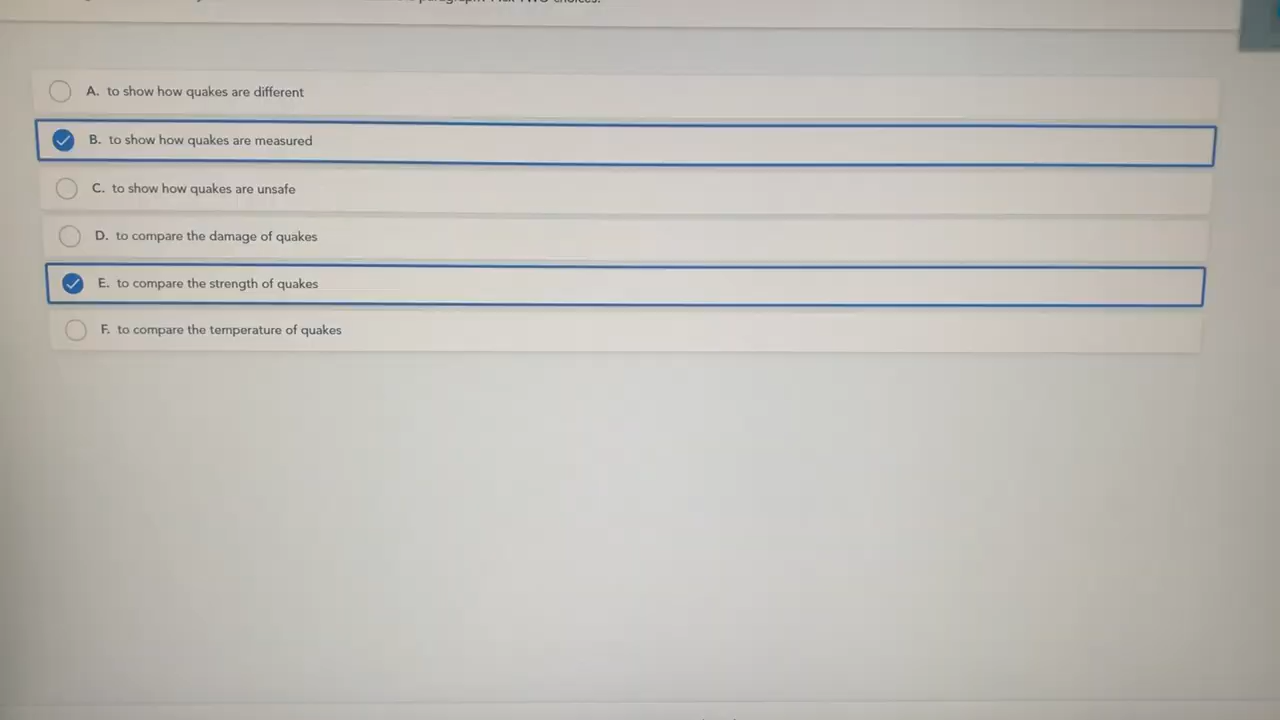 A. to show how quakes are different
B. to show how quakes are measured
C. to show how quakes are unsafe
D. to compare the damage of quakes
E. to compare the strength of quakes
F. to compare the temperature of quakes